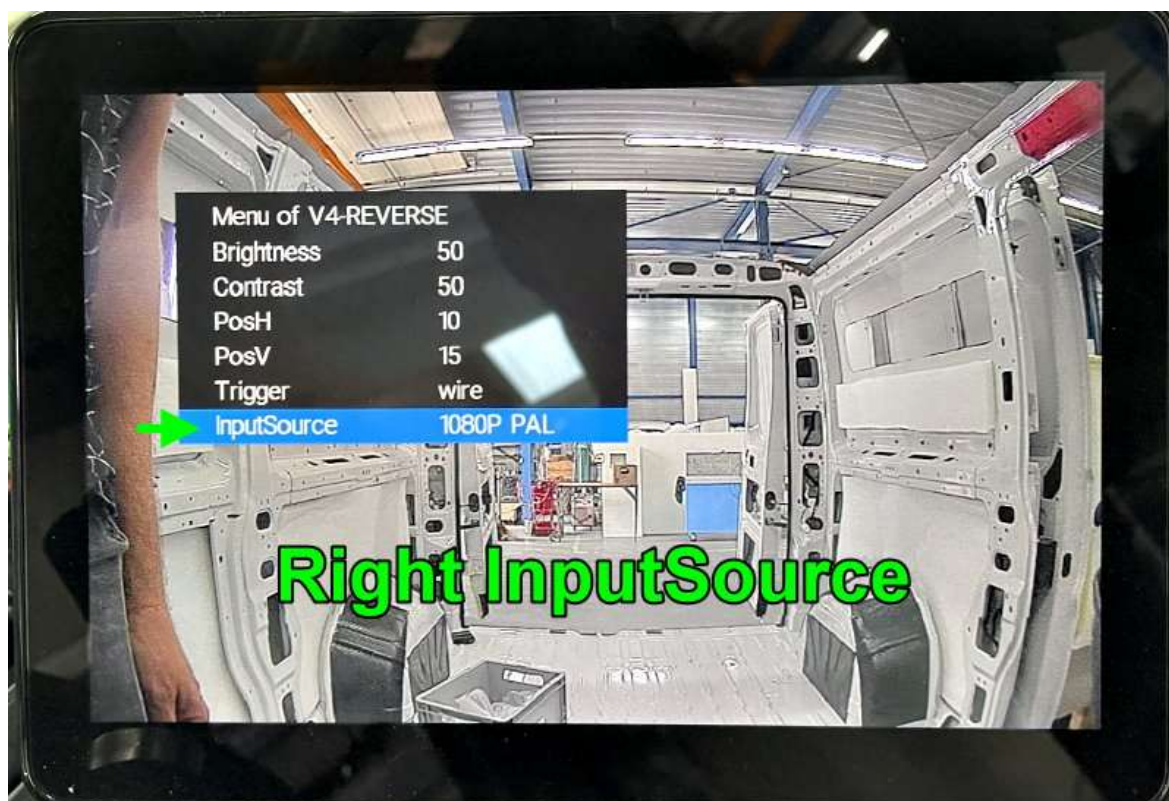 Menu of V4-REVERSE
Brightness 50
Contrast 50
PosH 10
PosV 15
Trigger wire
InputSource 1080P PAL
Right InputSource